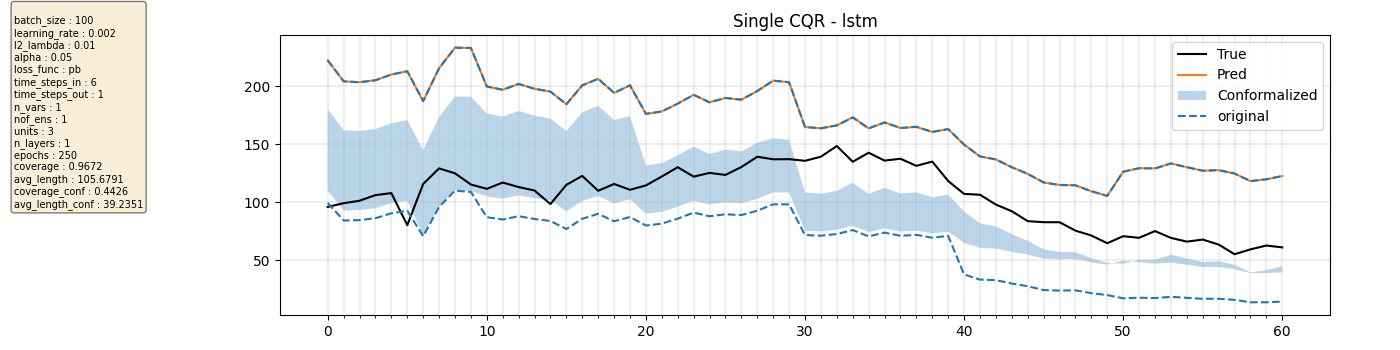 Single CQR - lstm
batch_size : 100
learning_rate : 0.002
l2_lambda : 0.01
alpha : 0.05
loss_func : pb
time_steps_in : 6
time_steps_out : 1
n_vars : 1
nof_ens : 1
units : 3
n_layers : 1
epochs : 250
coverage : 0.9672
avg_length : 105.6791
coverage_conf : 0.4426
avg_length_conf : 39.2351
True
Pred
Conformalized
original
200
150
100
50
0 10 20 30 40 50 60